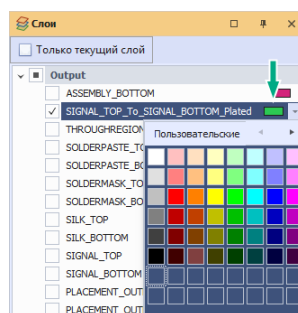 Слои
Только текущий слой
Output
ASSEMBLY_BOTTOM
SIGNAL_TOP_To_SIGNAL_BOTTOM_Plated
THROUGHREGION
Пользовательские
SOLDERPASTE_TO
SOLDERPASTE_BO
SOLDERMASK_TO
SOLDERMASK_BO
SILK_TOP
SILK_BOTTOM
SIGNAL_TOP
SIGNAL_BOTTOM
PLACEMENT_OUT
PLACEMENT_OUT